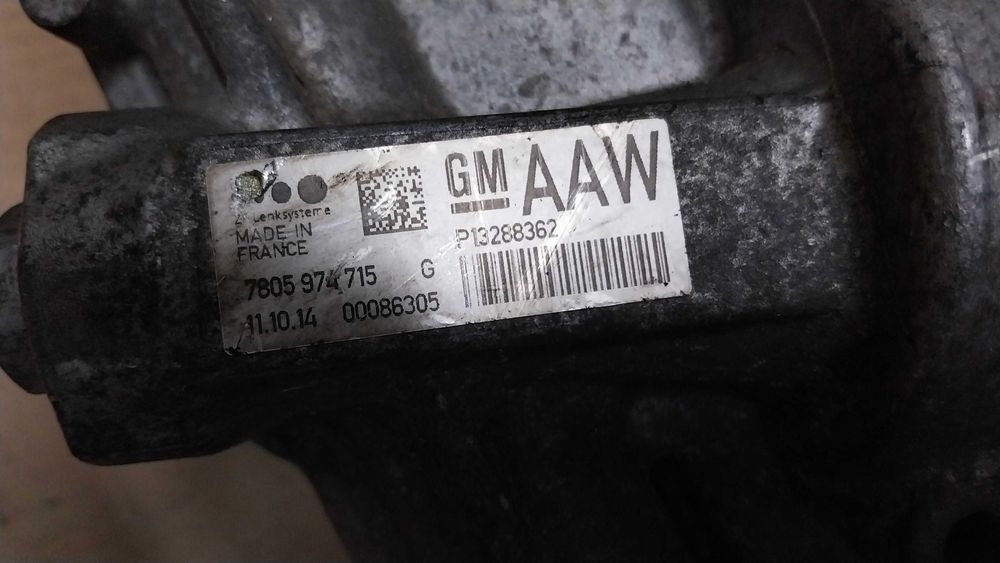 Lenksysteme
MADE IN
FRANCE
7805 974 715 G
11.10.14 00086305
GM AAW
P13288362